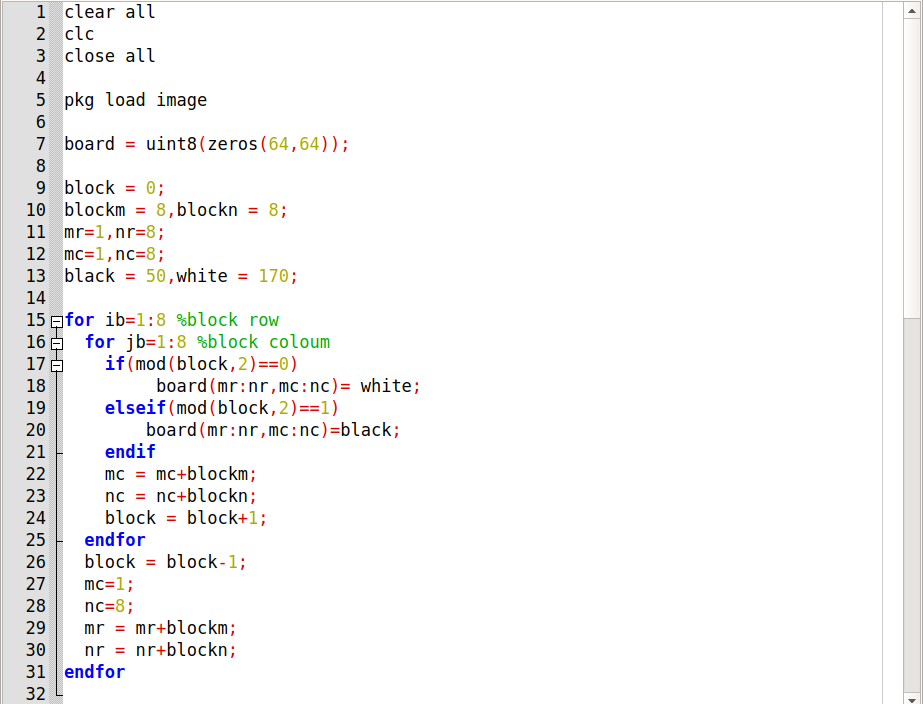 1 clear all
2 clc
3 close all
4
5 pkg load image
6
7 board = uint8(zeros(64,64));
8
9 block = 0;
10 blockm = 8,blockn = 8;
11 mr=1,nr=8;
12 mc=1,nc=8;
13 black = 50,white = 170;
14
15 for ib=1:8 %block row
16   for jb=1:8 %block coloum
17     if(mod(block,2)==0)
18          board(mr:nr,mc:nc)= white;
19     elseif(mod(block,2)==1)
20         board(mr:nr,mc:nc)=black;
21     endif
22     mc = mc+blockm;
23     nc = nc+blockn;
24     block = block+1;
25   endfor
26   block = block-1;
27   mc=1;
28   nc=8;
29   mr = mr+blockm;
30   nr = nr+blockn;
31 endfor
32